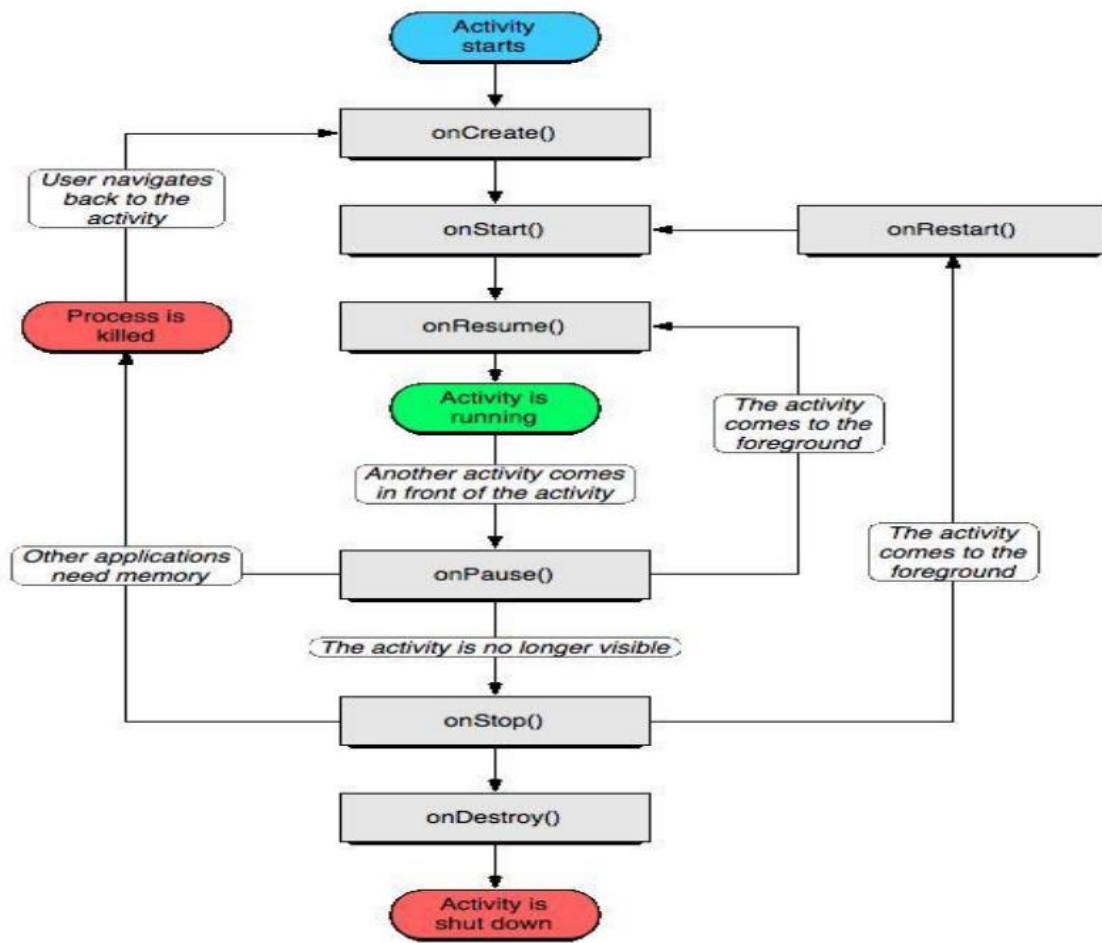 Activity
starts
onCreate()
User navigates
back to the
activity
onStart()
onRestart()
Process is
killed
onResume()
Activity is
running
The activity
comes to the
foreground
Another activity comes
in front of the activity
The activity
comes to the
foreground
Other applications
need memory
onPause()
The activity is no longer visible
onStop()
onDestroy()
Activity is
shut down